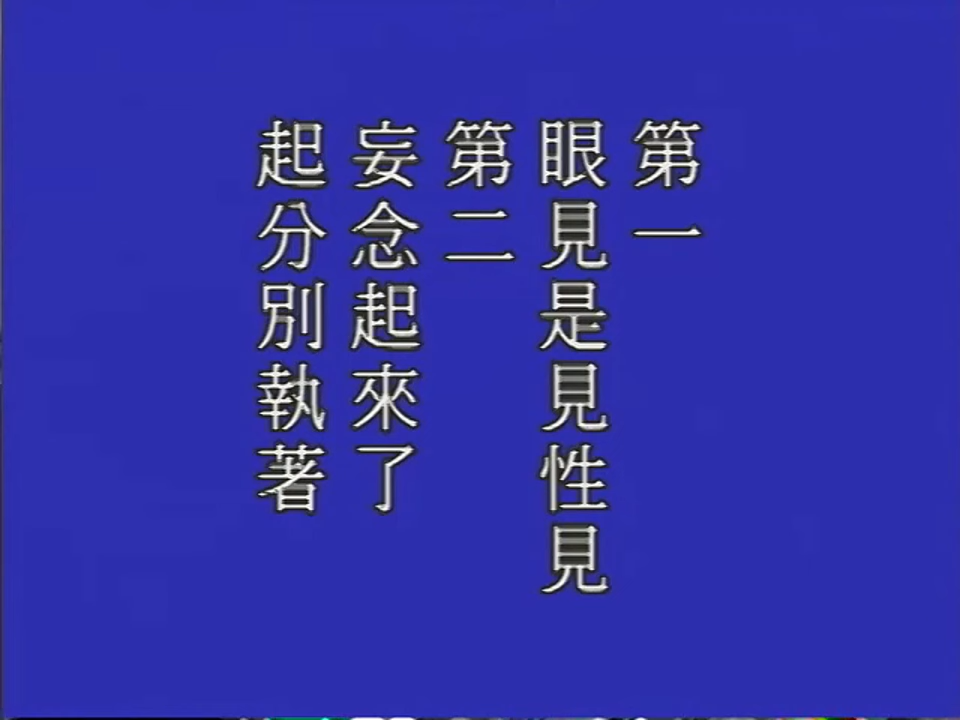 第一
眼見是見性見
第二
妄念起來了
起分別執著